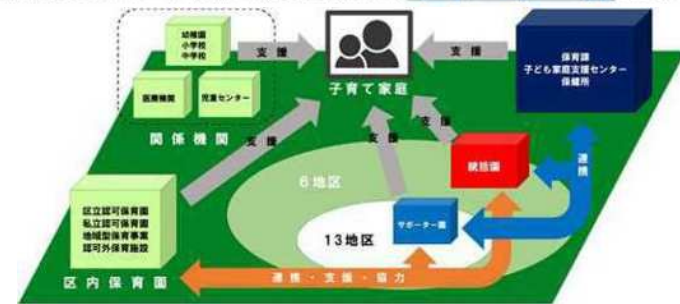 幼稚園
小学校
中学校
医療機関
児童センター
関係機関
支援
子育て家庭
支援
保育課
子ども家庭支援センター
保健所
支援
支援
支援
統括園
連携
6地区
サポーター園
13地区
区立認可保育園
私立認可保育園
地域型保育事業
認可外保育施設
区内保育園
連携・支援・協力